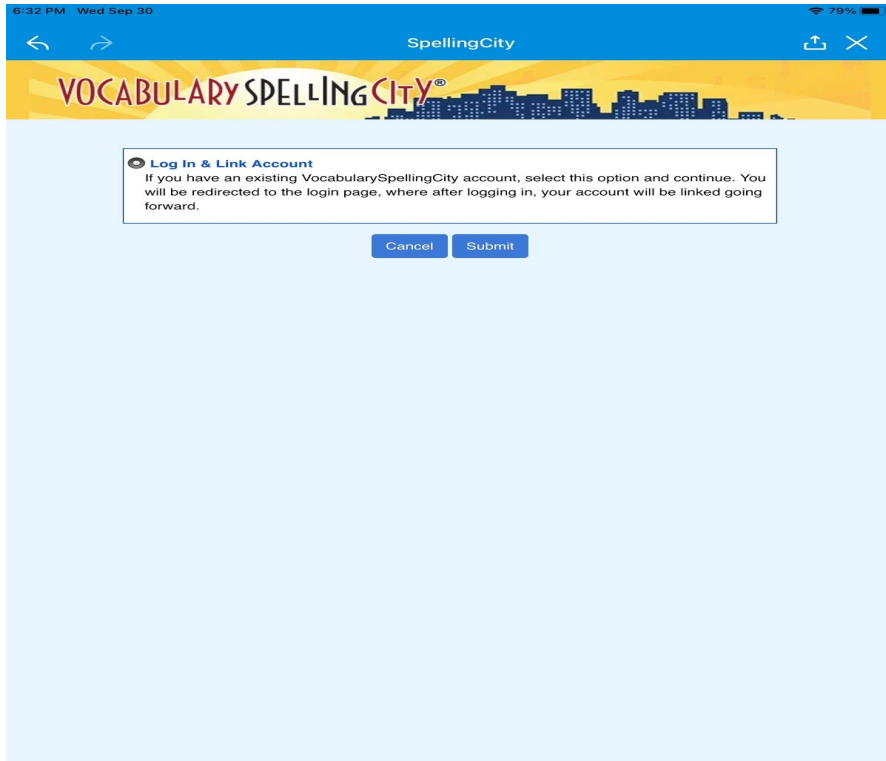 6:32 PM Wed Sep 30 79%
SpellingCity
VOCABULARY SPELLING CITY®
Log In & Link Account
If you have an existing VocabularySpellingCity account, select this option and continue. You
will be redirected to the login page, where after logging in, your account will be linked going
forward.
Cancel Submit